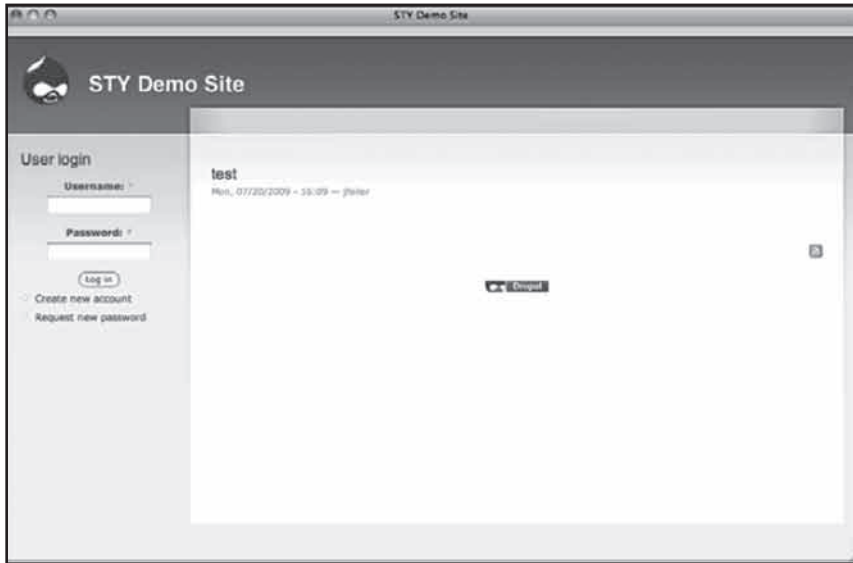 STY Demo Site
STY Demo Site
User login
Username: *
Password: *
Log in
Create new account
Request new password
test
Mon, 07/20/2009 – 16:09 — jfeiler
Drupal